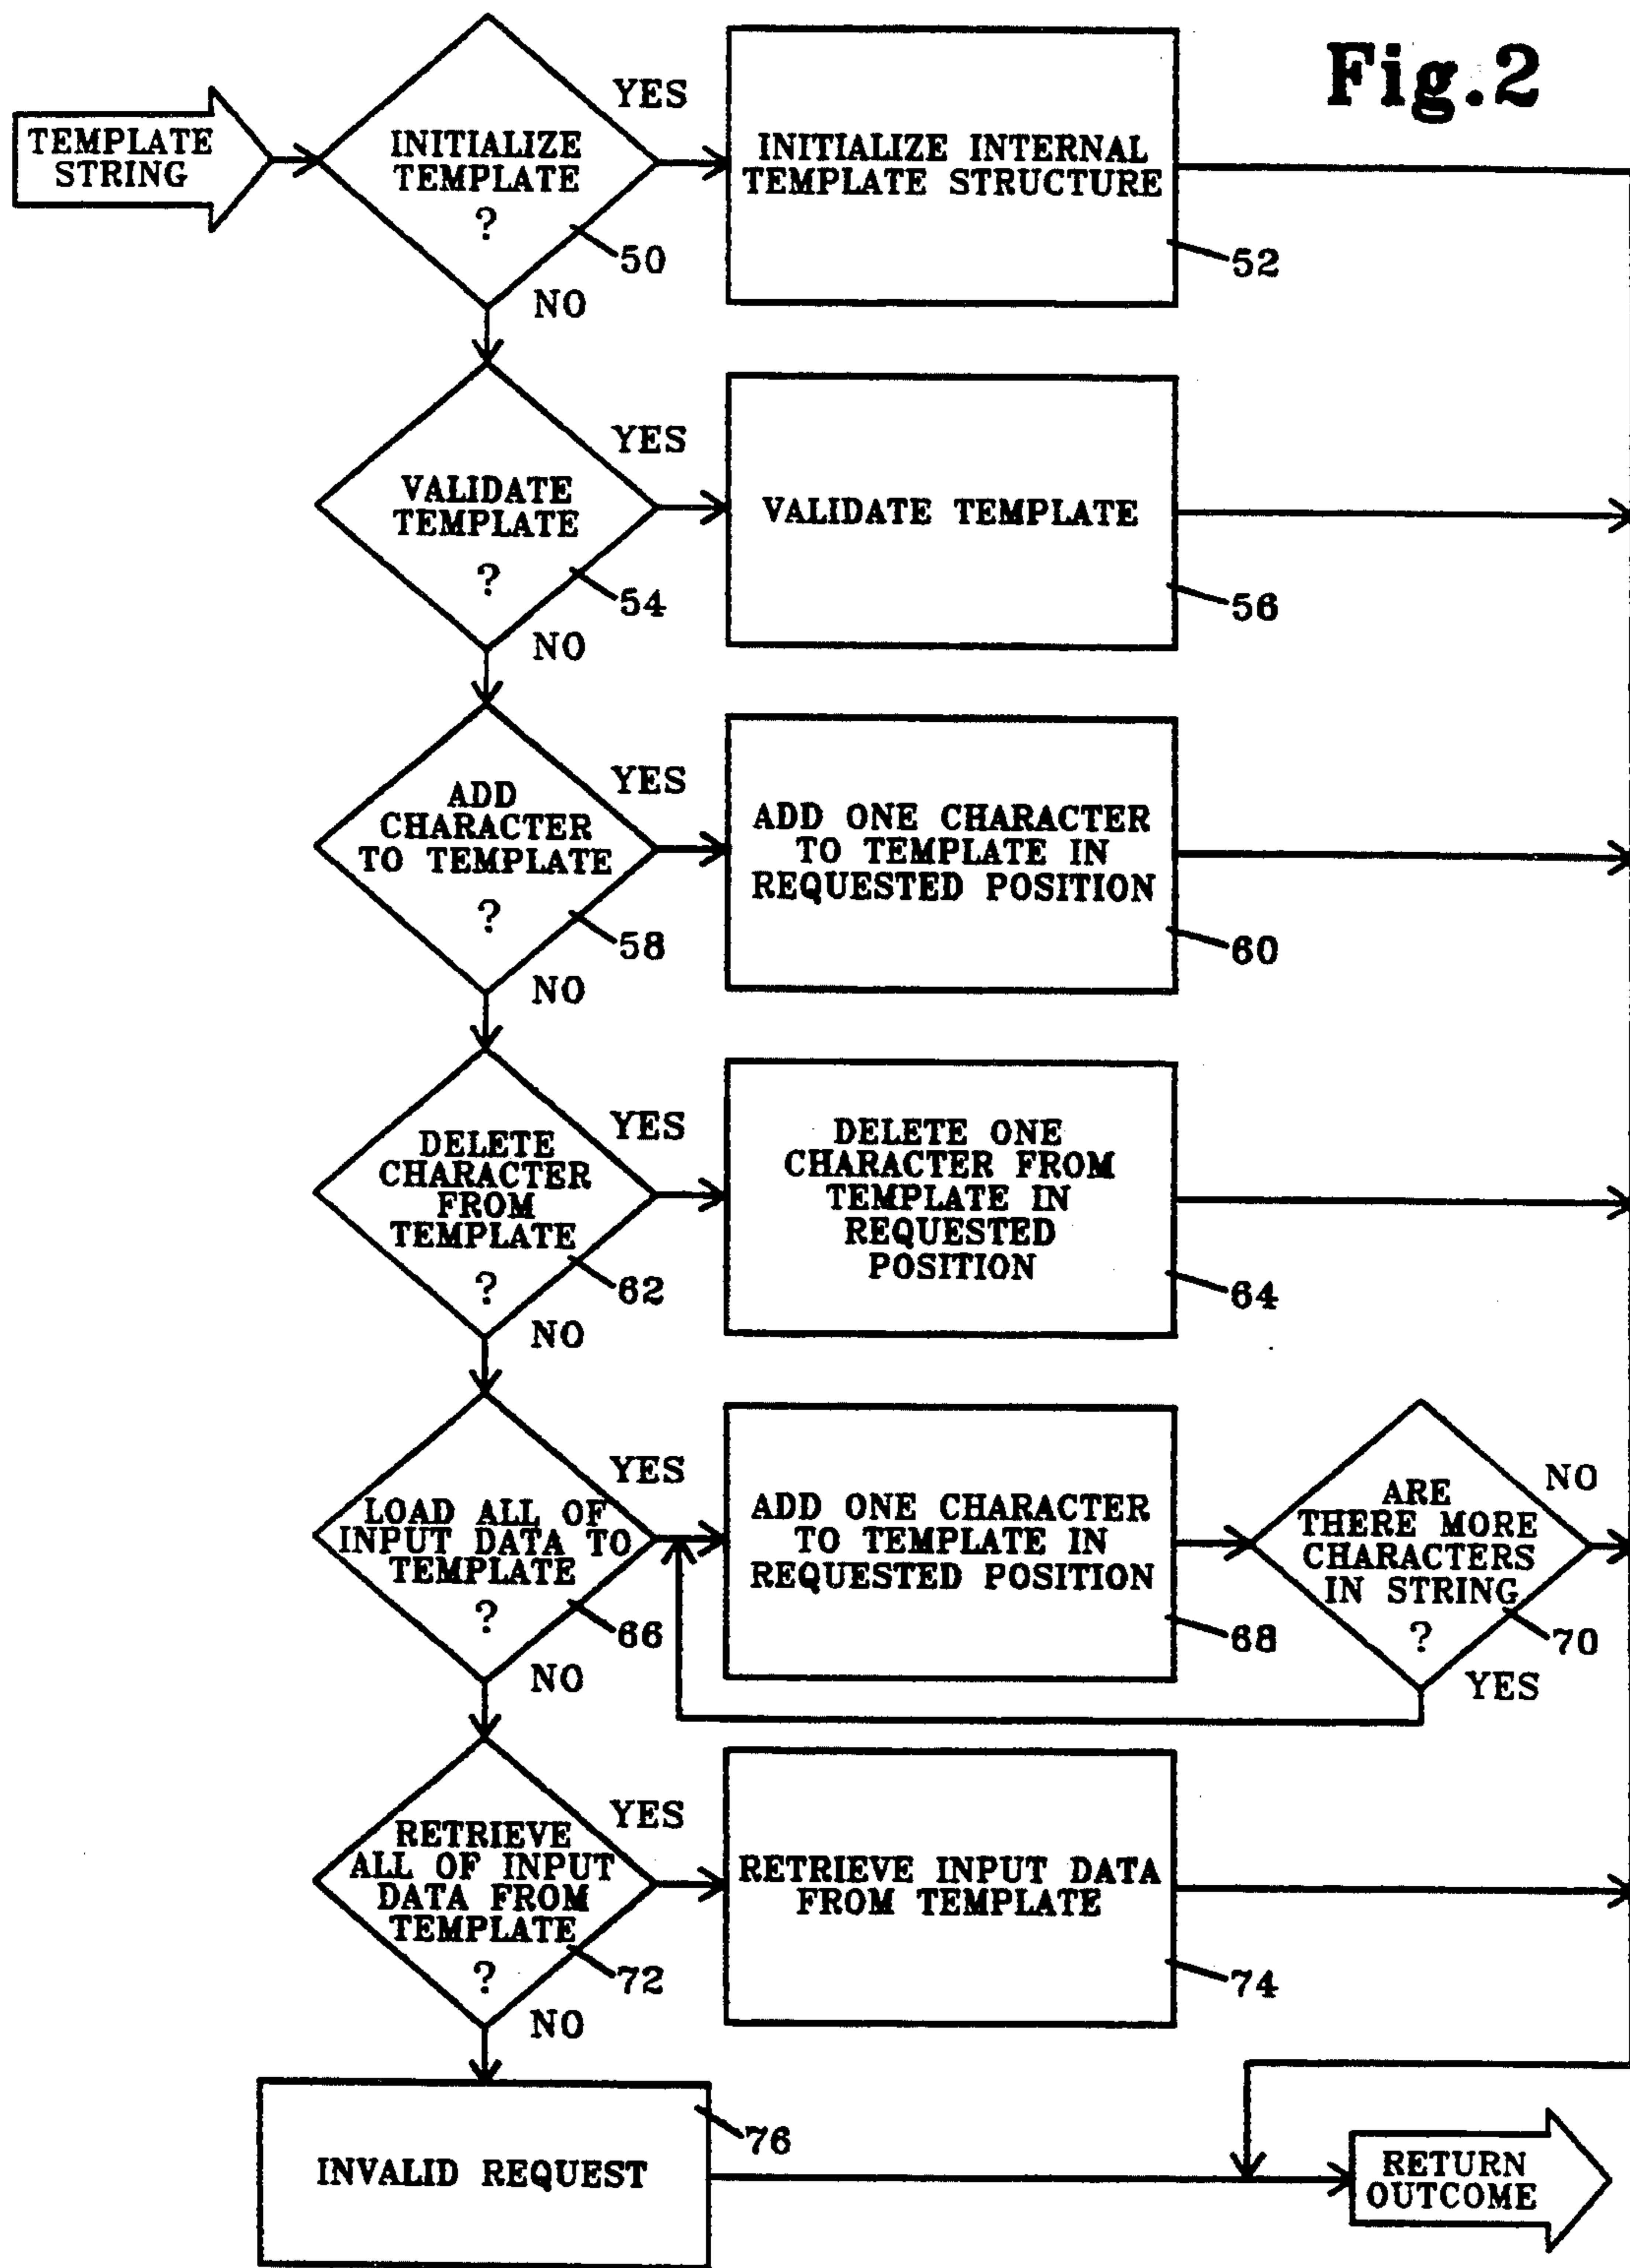 Fig.2
TEMPLATE
STRING
INITIALIZE
TEMPLATE
?
50
YES
NO
INITIALIZE INTERNAL
TEMPLATE STRUCTURE
52
VALIDATE
TEMPLATE
?
54
YES
NO
VALIDATE TEMPLATE
56
ADD
CHARACTER
TO TEMPLATE
?
58
YES
NO
ADD ONE CHARACTER
TO TEMPLATE IN
REQUESTED POSITION
60
DELETE
CHARACTER
FROM
TEMPLATE
?
62
YES
NO
DELETE ONE
CHARACTER FROM
TEMPLATE IN
REQUESTED
POSITION
64
LOAD ALL OF
INPUT DATA TO
TEMPLATE
?
66
YES
NO
ADD ONE CHARACTER
TO TEMPLATE IN
REQUESTED POSITION
68
ARE
THERE MORE
CHARACTERS
IN STRING
?
70
NO
YES
RETRIEVE
ALL OF INPUT
DATA FROM
TEMPLATE
?
72
YES
NO
RETRIEVE INPUT DATA
FROM TEMPLATE
74
INVALID REQUEST
76
RETURN
OUTCOME